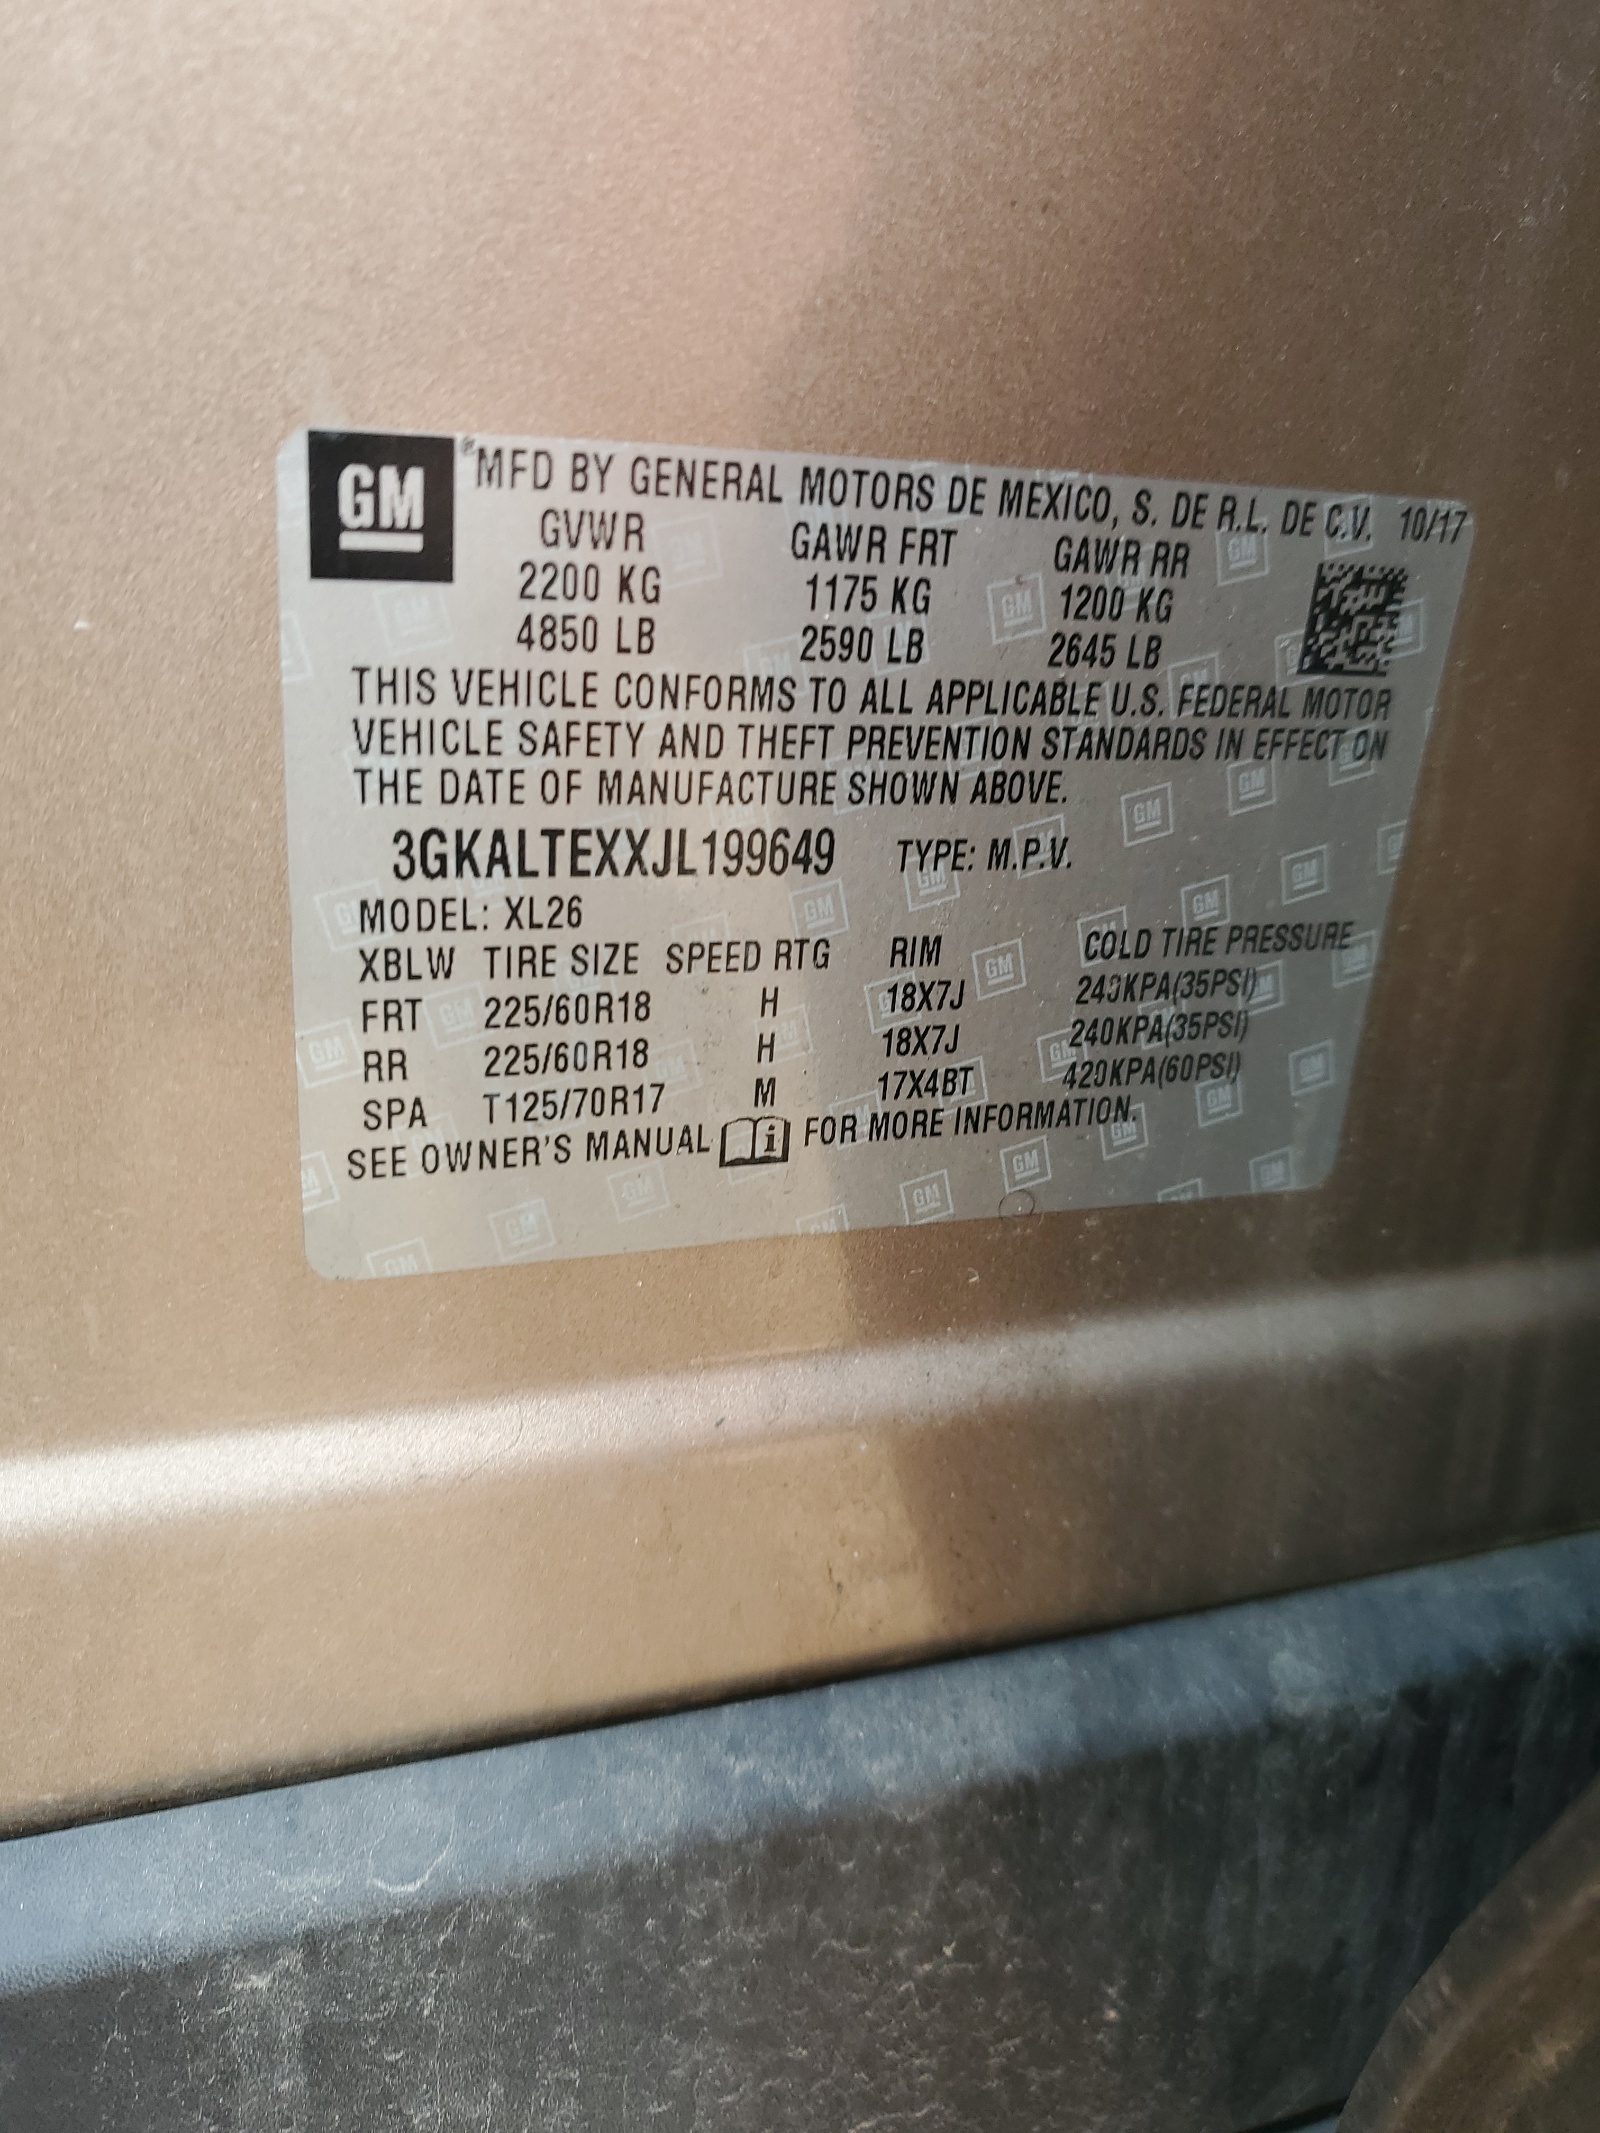 GM ® MFD BY GENERAL MOTORS DE MEXICO, S. DE R.L. DE C.V. 10/17
GVWR GAWR FRT GAWR RR
2200 KG 1175 KG 1200 KG
4850 LB 2590 LB 2645 LB
THIS VEHICLE CONFORMS TO ALL APPLICABLE U.S. FEDERAL MOTOR
VEHICLE SAFETY AND THEFT PREVENTION STANDARDS IN EFFECT ON
THE DATE OF MANUFACTURE SHOWN ABOVE.
3GKALTEXXJL199649 TYPE: M.P.V.
MODEL: XL26
XBLW TIRE SIZE SPEED RTG RIM COLD TIRE PRESSURE
FRT 225/60R18 H 18X7J 240KPA(35PSI)
RR 225/60R18 H 18X7J 240KPA(35PSI)
SPA T125/70R17 M 17X4BT 420KPA(60PSI)
SEE OWNER'S MANUAL i FOR MORE INFORMATION.